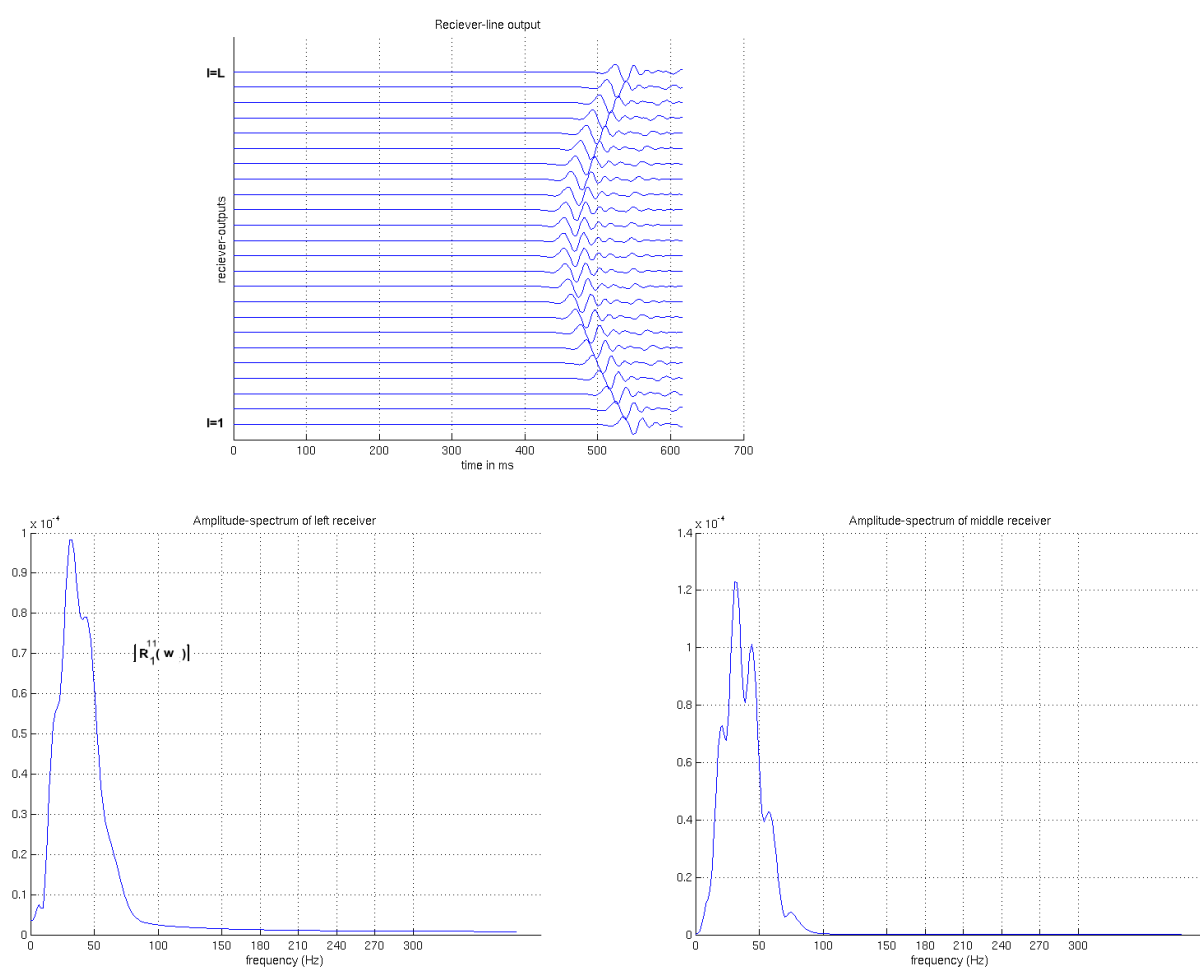 Reciever-line output
l=L
reciever-outputs
l=1
0 100 200 300 400 500 600 700
time in ms
x 10-4
Amplitude-spectrum of left receiver
1
0.9
0.8
0.7
0.6
0.5
0.4
0.3
0.2
0.1
0
|R 11 1 ( w )|
0 50 100 150 180 210 240 270 300
frequency (Hz)
x 10-4
Amplitude-spectrum of middle receiver
1.4
1.2
1
0.8
0.6
0.4
0.2
0
0 50 100 150 180 210 240 270 300
frequency (Hz)